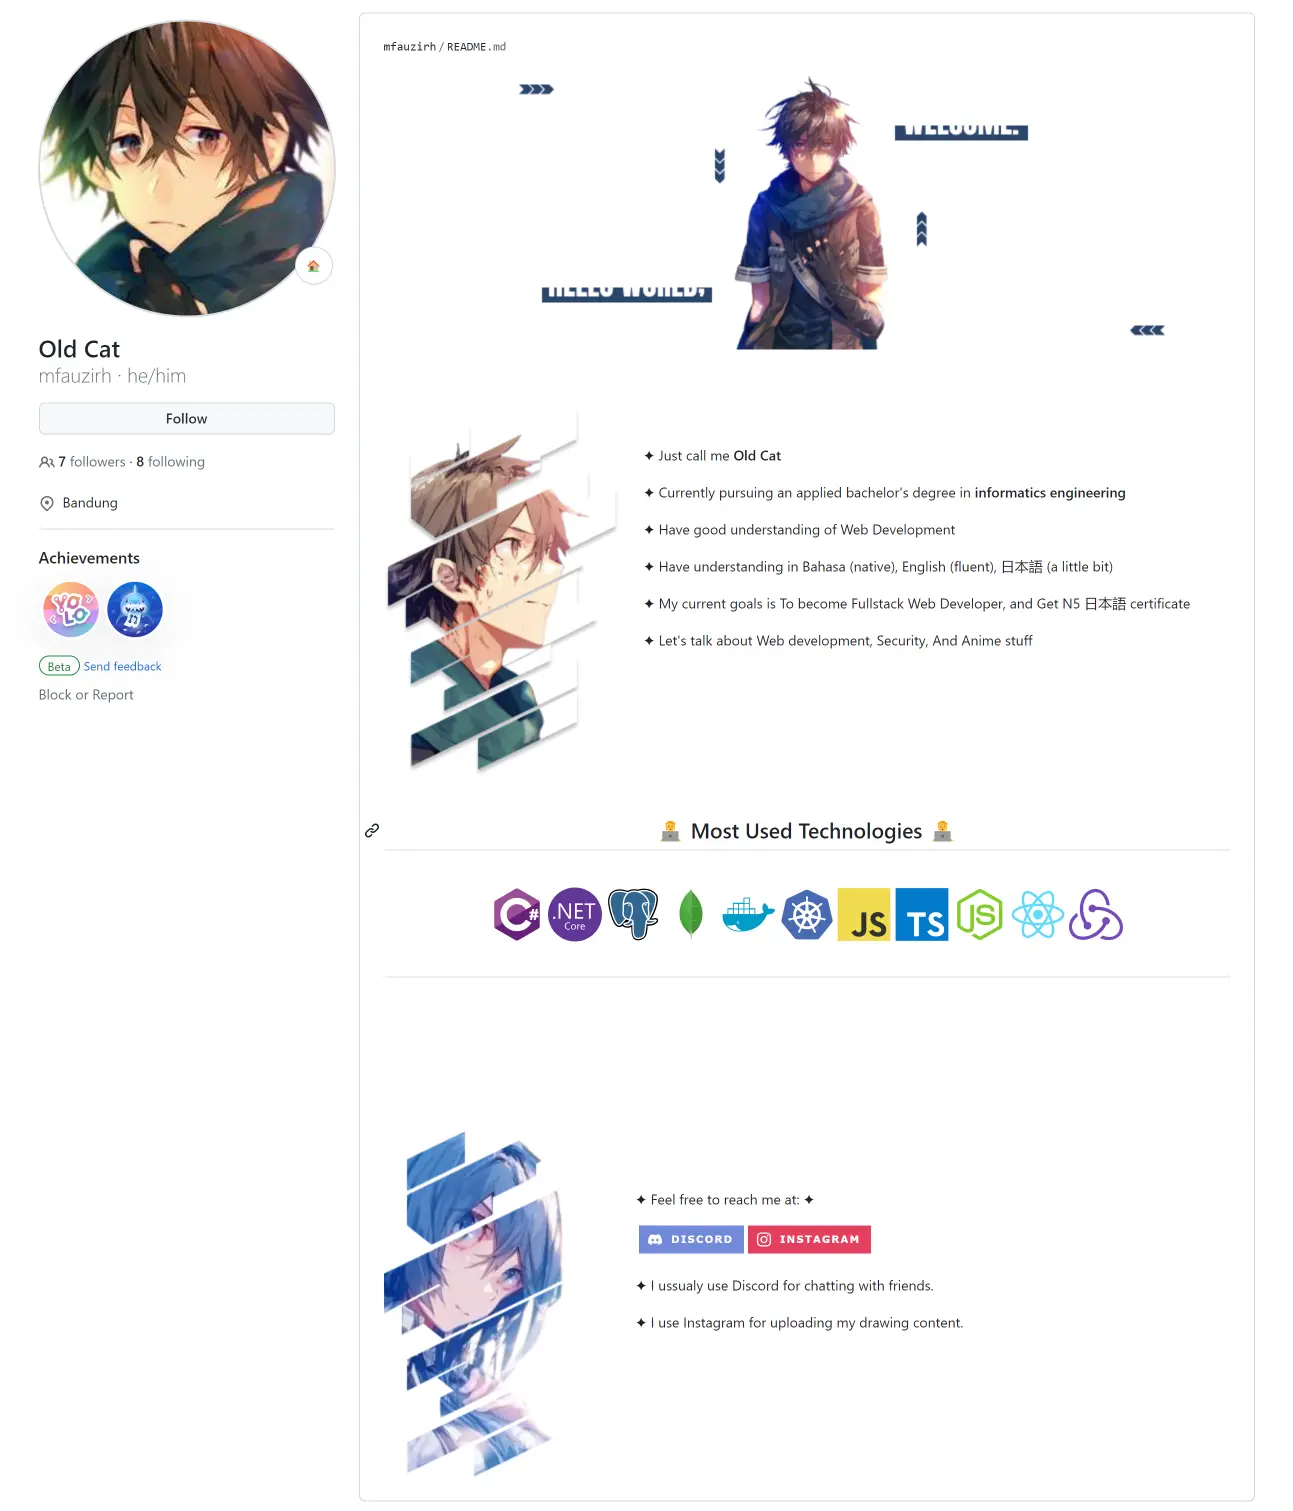 Old Cat
mfauzirh · he/him
Follow
7 followers · 8 following
Bandung
Achievements
YOLO
Beta Send feedback
Block or Report
mfauzirh / README.md
WELCOME.
HELLO WORLD,
✦ Just call me Old Cat
✦ Currently pursuing an applied bachelor's degree in informatics engineering
✦ Have good understanding of Web Development
✦ Have understanding in Bahasa (native), English (fluent), 日本語 (a little bit)
✦ My current goals is To become Fullstack Web Developer, and Get N5 日本語 certificate
✦ Let's talk about Web development, Security, And Anime stuff
Most Used Technologies
C# .NET Core JS TS JS
✦ Feel free to reach me at: ✦
DISCORD INSTAGRAM
✦ I ussualy use Discord for chatting with friends.
✦ I use Instagram for uploading my drawing content.